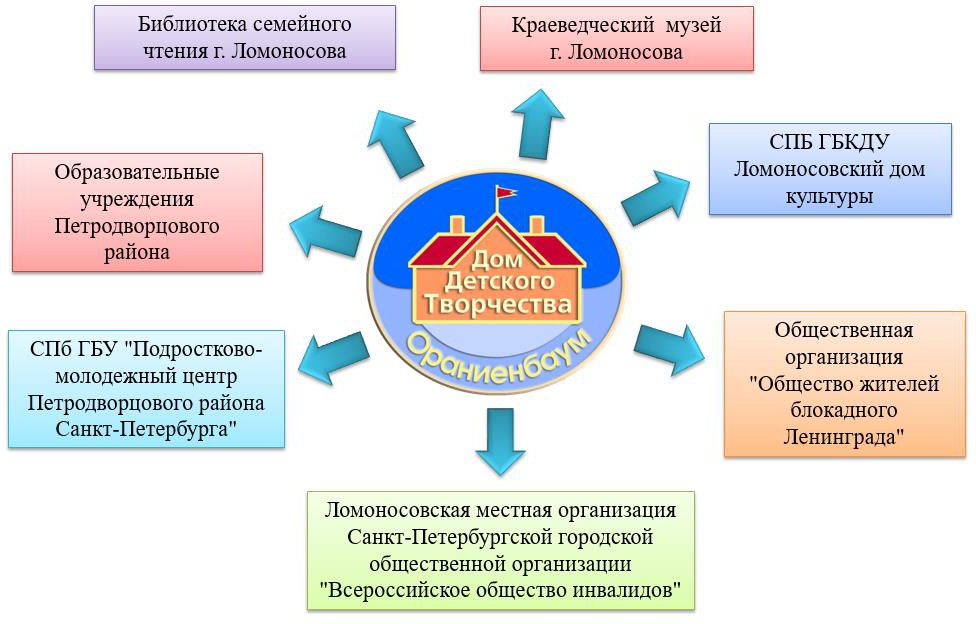 Библиотека семейного
чтения г. Ломоносова
Краеведческий музей
г. Ломоносова
СПБ ГБКДУ
Ломоносовский дом
культуры
Образовательные
учреждения
Петродворцового
района
Дом
Детского
Творчества
Ораниенбаум
СПб ГБУ "Подростково-
молодежный центр
Петродворцового района
Санкт-Петербурга"
Общественная
организация
"Общество жителей
блокадного
Ленинграда"
Ломоносовская местная организация
Санкт-Петербургской городской
общественной организации
"Всероссийское общество инвалидов"